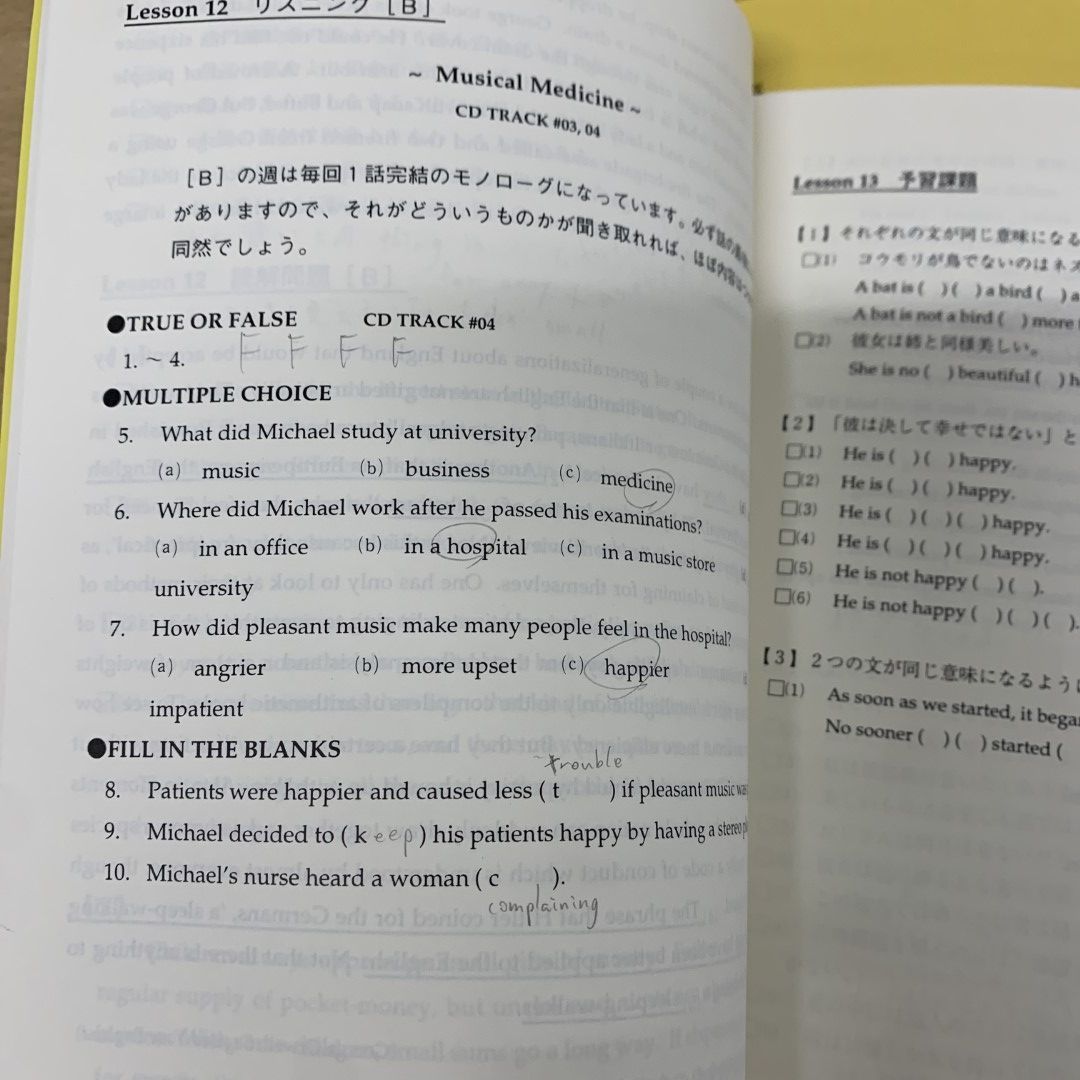 Lesson 12 リスニング [B]
～ Musical Medicine ～
CD TRACK #03, 04
[B] の週は毎回１話完結のモノローグになっています。必ず話の
がありますので、それがどういうものかが聞き取れれば、ほぼ内容は
同然でしょう。
●TRUE OR FALSE CD TRACK #04
1. ～ 4. F F F F
●MULTIPLE CHOICE
5. What did Michael study at university?
(a) music (b) business (c) medicine
6. Where did Michael work after he passed his examinations?
(a) in an office (b) in a hospital (c) in a music store
university
7. How did pleasant music make many people feel in the hospital?
(a) angrier (b) more upset (c) happier
impatient
●FILL IN THE BLANKS
trouble
8. Patients were happier and caused less ( t ) if pleasant music was
9. Michael decided to ( keep ) his patients happy by having a stereo
10. Michael's nurse heard a woman ( c ).
complaining
Lesson 13 予習課題
【１】それぞれの文が同じ意味になる
□(1) コウモリが鳥でないのはネズ
A bat is ( ) ( ) a bird ( ) a
A bat is not a bird ( ) more
□(2) 彼女は姉と同様美しい。
She is no ( ) beautiful ( ) h
【２】「彼は決して幸せではない」と
□(1) He is ( ) ( ) happy.
□(2) He is ( ) ( ) happy.
□(3) He is ( ) ( ) ( ) happy.
□(4) He is ( ) ( ) ( ) happy.
□(5) He is not happy ( ) ( ).
□(6) He is not happy ( ) ( ) ( ).
【３】２つの文が同じ意味になるように
□(1) As soon as we started, it bega
No sooner ( ) ( ) started (